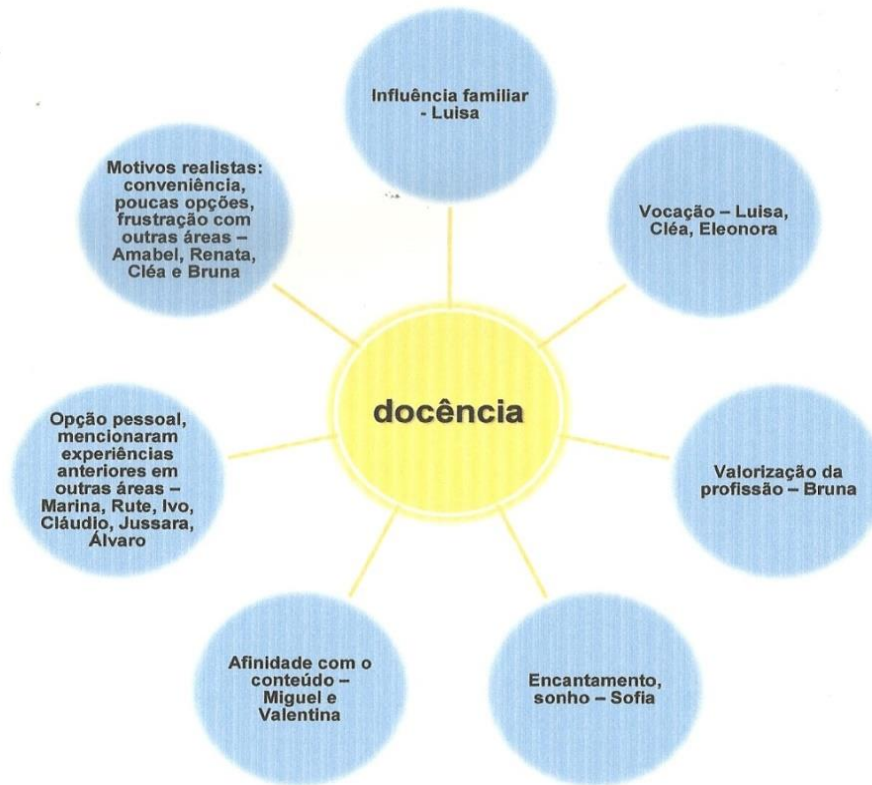 Influência familiar
- Luisa
Vocação – Luisa,
Cléa, Eleonora
Valorização da
profissão – Bruna
Encantamento,
sonho – Sofia
Afinidade com o
conteúdo –
Miguel e
Valentina
Opção pessoal,
mencionaram
experiências
anteriores em
outras áreas –
Marina, Rute, Ivo,
Cláudio, Jussara,
Álvaro
Motivos realistas:
conveniência,
poucas opções,
frustração com
outras áreas –
Amabel, Renata,
Cléa e Bruna
docência